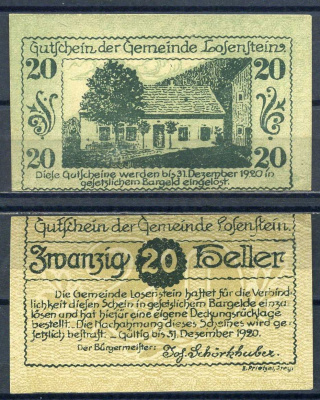 Gutschein der Gemeinde Losenstein.
20 20
20 20
Diese Gutscheine werden bis 31. Dezember 1920 in
gesetzlichem Bargeld eingelöst.
Gutschein der Gemeinde Losenstein.
Zwanzig 20 Heller
Die Gemeinde Losenstein haftet für die Verbind-
lichkeit diesen Schein in gesetzlichem Bargelde einzu
lösen und hat hiefür eine eigene Deckungsrücklage
bestellt. Die Nachahmung dieses Scheines wird ge-
setzlich bestraft. – Gültig bis 31. Dezember 1920.
Der Bürgermeister: Jos. Schörkhuber.
E. Prietzel, Steyr